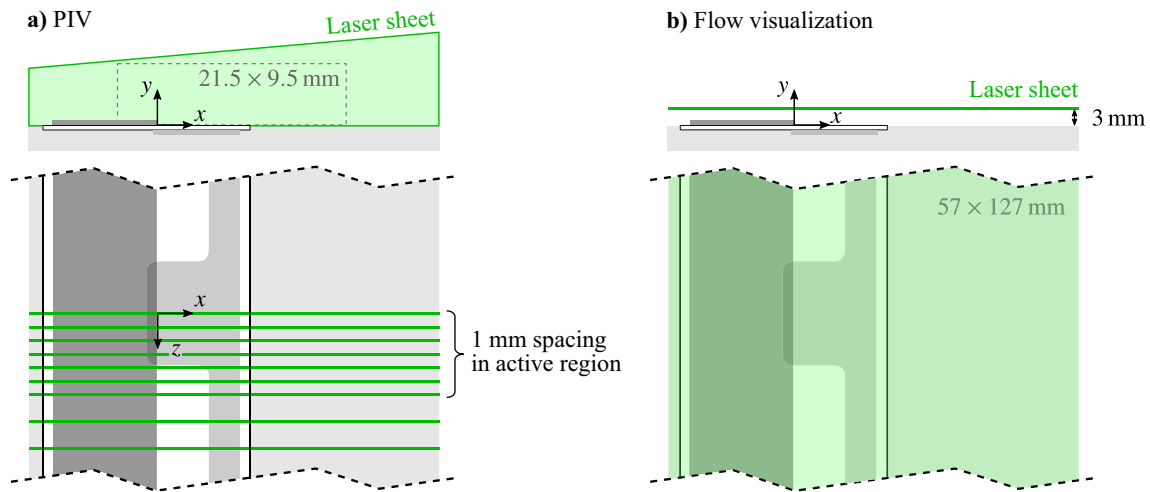 a) PIV
Laser sheet
21.5 × 9.5 mm
y
x
x
z
1 mm spacing
in active region
b) Flow visualization
Laser sheet
y
x
3 mm
57 × 127 mm